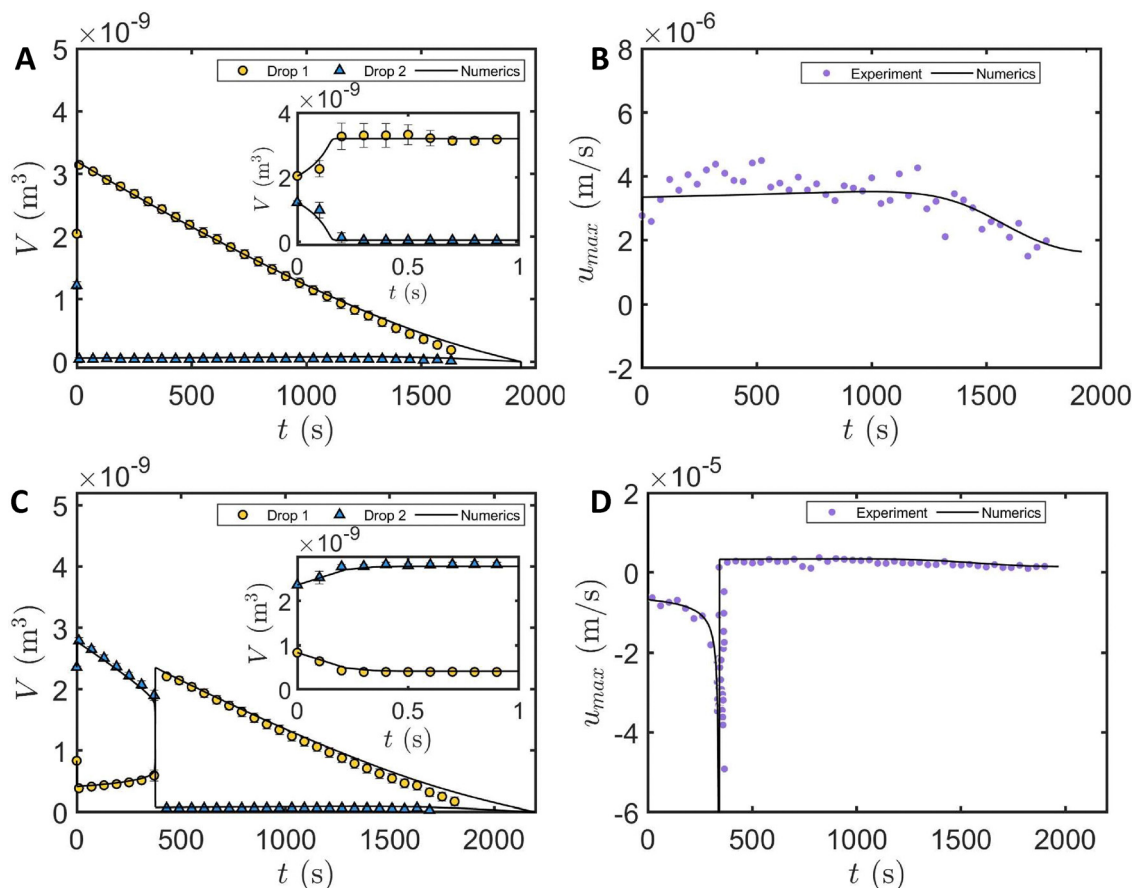 A
×10⁻⁹
Drop 1 Drop 2 Numerics
V (m³)
5
4
3
2
1
0
0 500 1000 1500 2000
t (s)
×10⁻⁹
V (m³)
4
2
0
0 0.5 1
t (s)
B
×10⁻⁶
Experiment Numerics
u_max (m/s)
8
6
4
2
0
-2
0 500 1000 1500 2000
t (s)
C
×10⁻⁹
Drop 1 Drop 2 Numerics
V (m³)
5
4
3
2
1
0
0 500 1000 1500 2000
t (s)
×10⁻⁹
V (m³)
2
1
0
0 0.5 1
t (s)
D
×10⁻⁵
Experiment Numerics
u_max (m/s)
2
0
-2
-4
-6
0 500 1000 1500 2000
t (s)